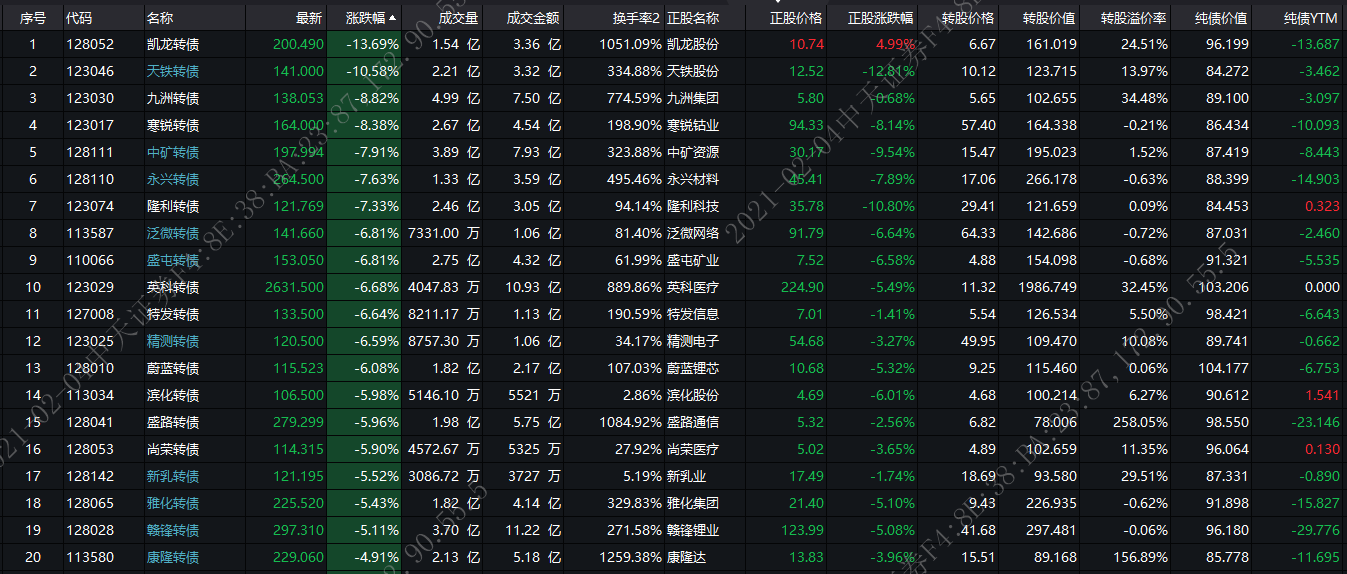 序号 代码 名称 最新 涨跌幅 成交量 成交金额 换手率2 正股名称 正股价格 正股涨跌幅 转股价格 转股价值 转股溢价率 纯债价值 纯债YTM
1 128052 凯龙转债 200.490 -13.69% 1.54 亿 3.36 亿 1051.09% 凯龙股份 10.74 4.99% 6.67 161.019 24.51% 96.199 -13.687
2 123046 天铁转债 141.000 -10.58% 2.21 亿 3.32 亿 334.88% 天铁股份 12.52 -12.81% 10.12 123.715 13.97% 84.272 -3.462
3 123030 九洲转债 138.053 -8.82% 4.99 亿 7.50 亿 774.59% 九洲集团 5.80 -0.68% 5.65 102.655 34.48% 89.100 -3.097
4 123017 寒锐转债 164.000 -8.38% 2.67 亿 4.54 亿 198.90% 寒锐钴业 94.33 -8.14% 57.40 164.338 -0.21% 86.434 -10.093
5 128111 中矿转债 197.994 -7.91% 3.89 亿 7.93 亿 323.88% 中矿资源 30.17 -9.54% 15.47 195.023 1.52% 87.419 -8.443
6 128110 永兴转债 264.500 -7.63% 1.33 亿 3.59 亿 495.46% 永兴材料 45.41 -7.89% 17.06 266.178 -0.63% 88.399 -14.903
7 123074 隆利转债 121.769 -7.33% 2.46 亿 3.05 亿 94.14% 隆利科技 35.78 -10.80% 29.41 121.659 0.09% 84.453 0.323
8 113587 泛微转债 141.660 -6.81% 7331.00 万 1.06 亿 81.40% 泛微网络 91.79 -6.64% 64.33 142.686 -0.72% 87.031 -2.460
9 110066 盛屯转债 153.050 -6.81% 2.75 亿 4.32 亿 61.99% 盛屯矿业 7.52 -6.58% 4.88 154.098 -0.68% 91.321 -5.535
10 123029 英科转债 2631.500 -6.68% 4047.83 万 10.93 亿 889.86% 英科医疗 224.90 -5.49% 11.32 1986.749 32.45% 103.206 0.000
11 127008 特发转债 133.500 -6.64% 8211.17 万 1.13 亿 190.59% 特发信息 7.01 -1.41% 5.54 126.534 5.50% 98.421 -6.643
12 123025 精测转债 120.500 -6.59% 8757.30 万 1.06 亿 34.17% 精测电子 54.68 -3.27% 49.95 109.470 10.08% 89.741 -0.662
13 128010 蔚蓝转债 115.523 -6.08% 1.82 亿 2.17 亿 107.03% 蔚蓝锂芯 10.68 -5.32% 9.25 115.460 0.06% 104.177 -6.753
14 113034 滨化转债 106.500 -5.98% 5146.10 万 5521 万 2.86% 滨化股份 4.69 -6.01% 4.68 100.214 6.27% 90.612 1.541
15 128041 盛路转债 279.299 -5.96% 1.98 亿 5.75 亿 1084.92% 盛路通信 5.32 -2.56% 6.82 78.006 258.05% 98.550 -23.146
16 128053 尚荣转债 114.315 -5.90% 4572.67 万 5325 万 27.92% 尚荣医疗 5.02 -3.65% 4.89 102.659 11.35% 96.064 0.130
17 128142 新乳转债 121.195 -5.52% 3086.72 万 3727 万 5.19% 新乳业 17.49 -1.74% 18.69 93.580 29.51% 87.331 -0.890
18 128065 雅化转债 225.520 -5.43% 1.82 亿 4.14 亿 329.83% 雅化集团 21.40 -5.10% 9.43 226.935 -0.62% 91.898 -15.827
19 128028 赣锋转债 297.310 -5.11% 3.70 亿 11.22 亿 271.58% 赣锋锂业 123.99 -5.08% 41.68 297.481 -0.06% 96.180 -29.776
20 113580 康隆转债 229.060 -4.91% 2.13 亿 5.18 亿 1259.38% 康隆达 13.83 -3.96% 15.51 89.168 156.89% 85.778 -11.695